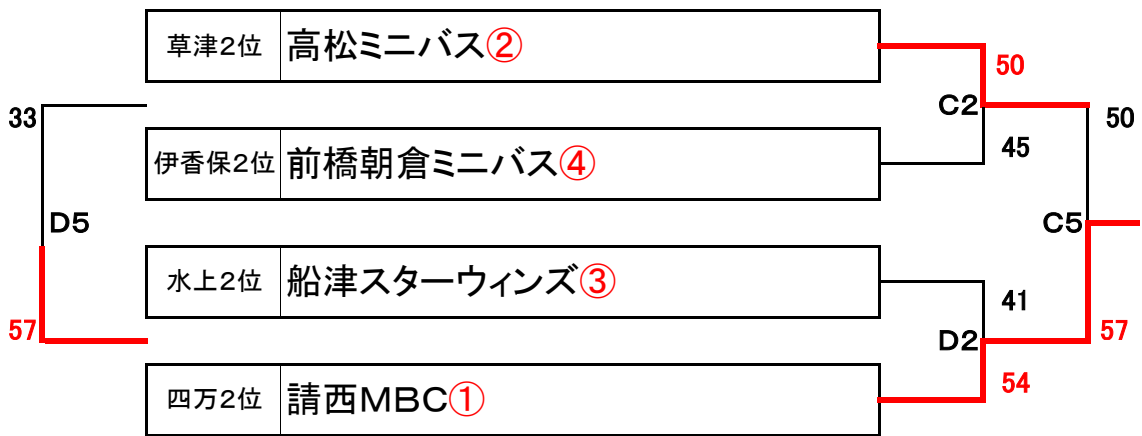 草津2位 高松ミニバス②
50
C2
33
50
45
伊香保2位 前橋朝倉ミニバス④
D5
C5
水上2位 船津スターウィンズ③
41
57
D2
57
54
四万2位 請西MBC①